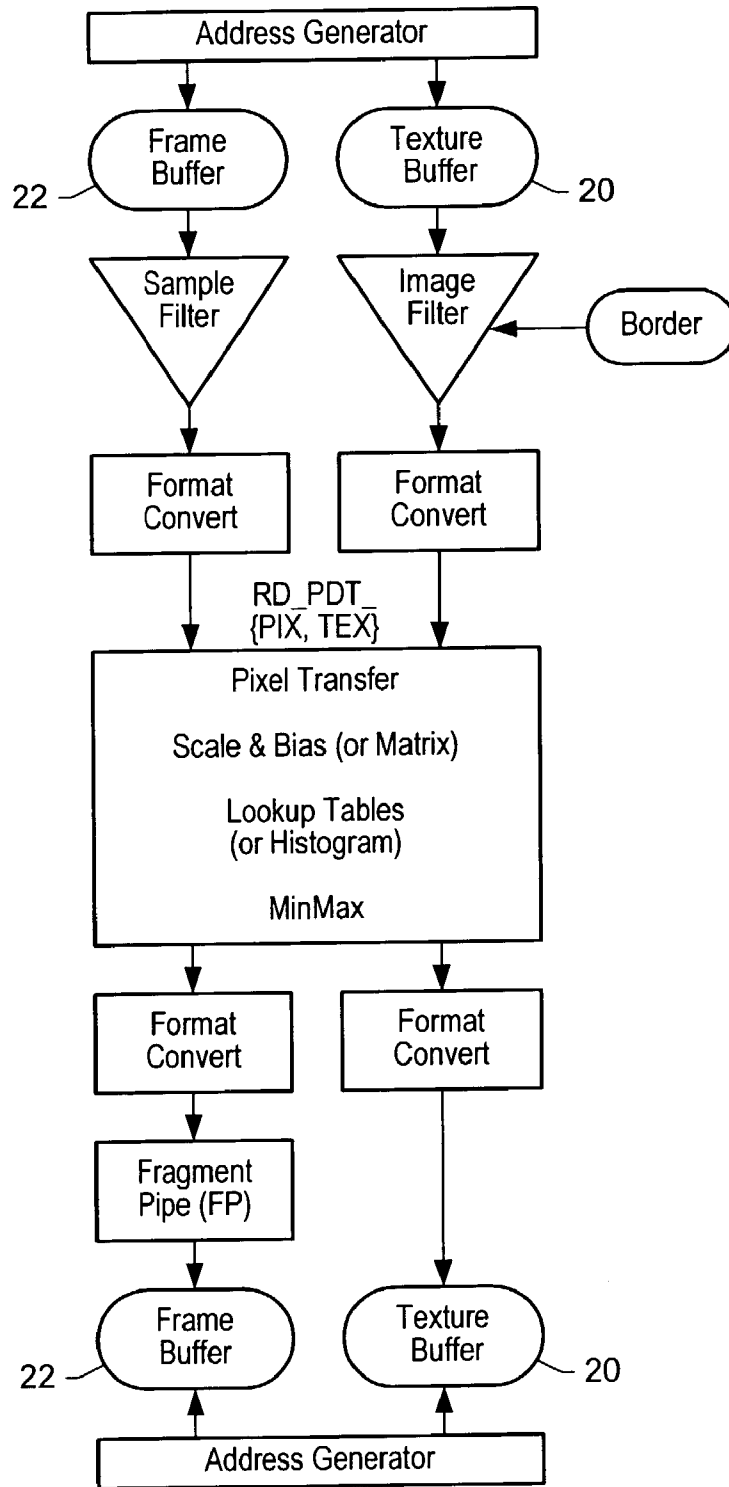 Address Generator
Frame
Buffer
22
Texture
Buffer
20
Sample
Filter
Image
Filter
Border
Format
Convert
Format
Convert
RD_PDT_
{PIX, TEX}
Pixel Transfer
Scale & Bias (or Matrix)
Lookup Tables
(or Histogram)
MinMax
Format
Convert
Format
Convert
Fragment
Pipe (FP)
Frame
Buffer
22
Texture
Buffer
20
Address Generator